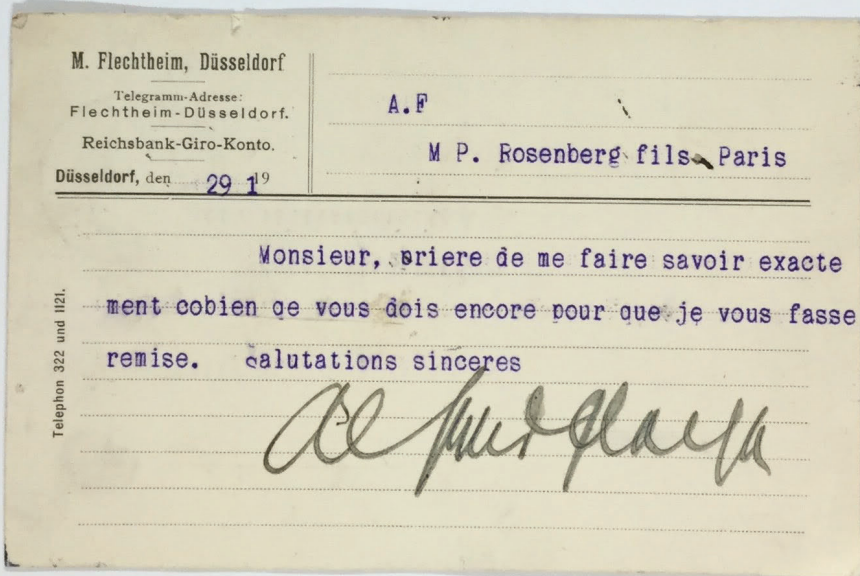 M. Flechtheim, Düsseldorf
Telegramm-Adresse:
Flechtheim-Düsseldorf.
Reichsbank-Giro-Konto.
Düsseldorf, den 29 1 19
A.F
M P. Rosenberg fils Paris
Monsieur, priere de me faire savoir exacte
ment cobien qe vous dois encore pour que je vous fasse
remise. salutations sinceres
Telephon 322 und 1121.